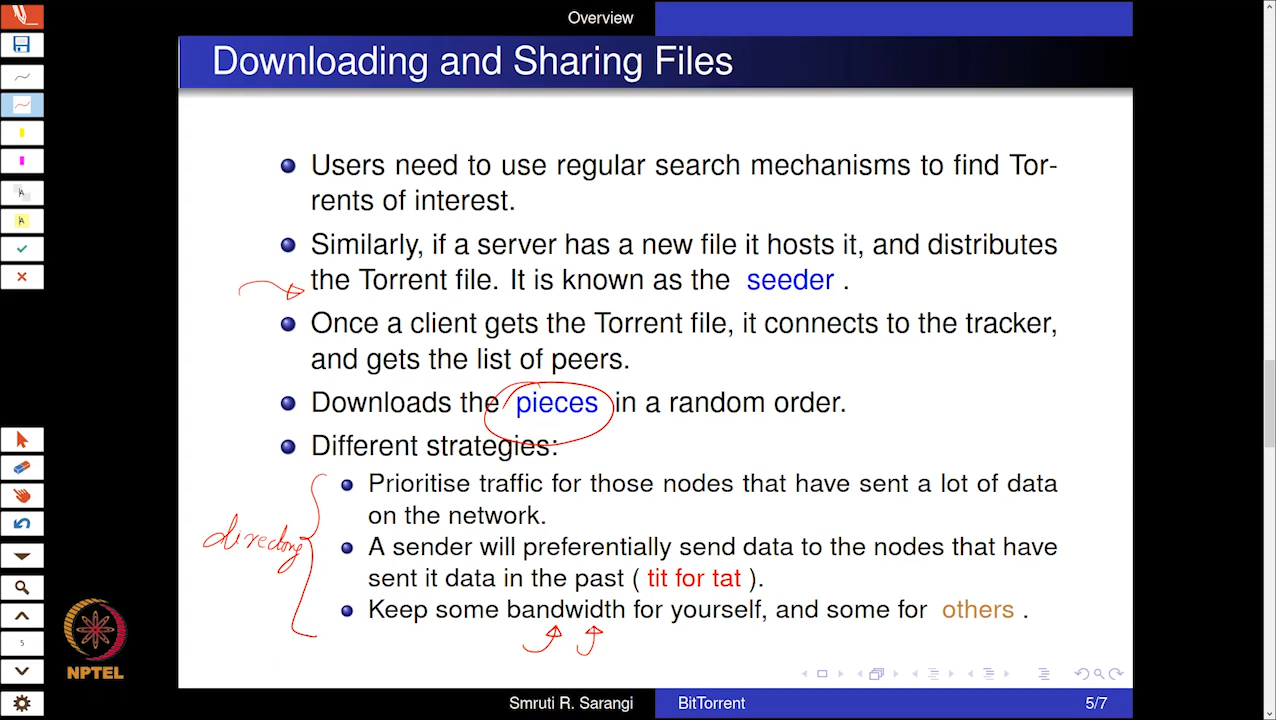 Overview
Downloading and Sharing Files
Users need to use regular search mechanisms to find Tor-
rents of interest.
Similarly, if a server has a new file it hosts it, and distributes
the Torrent file. It is known as the seeder .
Once a client gets the Torrent file, it connects to the tracker,
and gets the list of peers.
Downloads the pieces in a random order.
Different strategies:
Prioritise traffic for those nodes that have sent a lot of data
on the network.
directory
A sender will preferentially send data to the nodes that have
sent it data in the past ( tit for tat ).
Keep some bandwidth for yourself, and some for others .
5
NPTEL
Smruti R. Sarangi BitTorrent 5/7